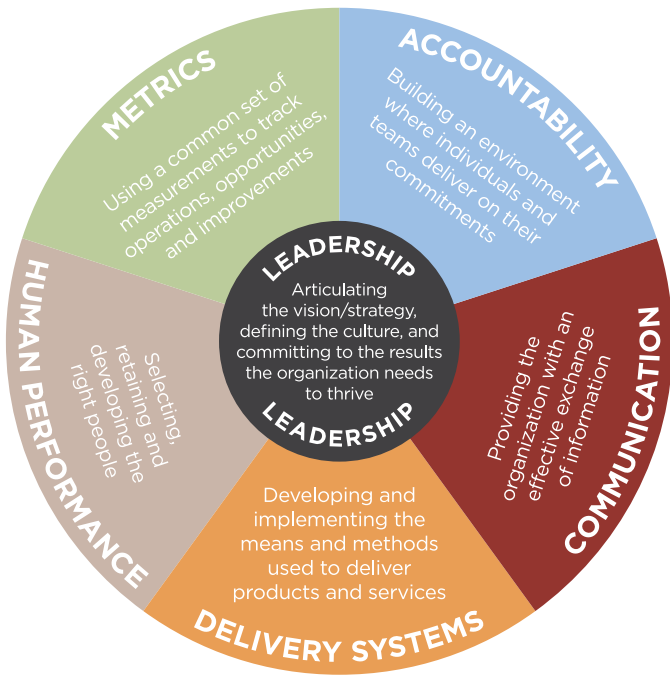 METRICS
Using a common set of
measurements to track
operations, opportunities,
and improvements
ACCOUNTABILITY
Building an environment
where individuals and
teams deliver on their
commitments
LEADERSHIP
Articulating
the vision/strategy,
defining the culture, and
committing to the results
the organization needs
to thrive
LEADERSHIP
HUMAN PERFORMANCE
Selecting,
retaining and
developing the
right people
COMMUNICATION
Providing the
organization with an
effective exchange
of information
Developing and
implementing the
means and methods
used to deliver
products and services
DELIVERY SYSTEMS